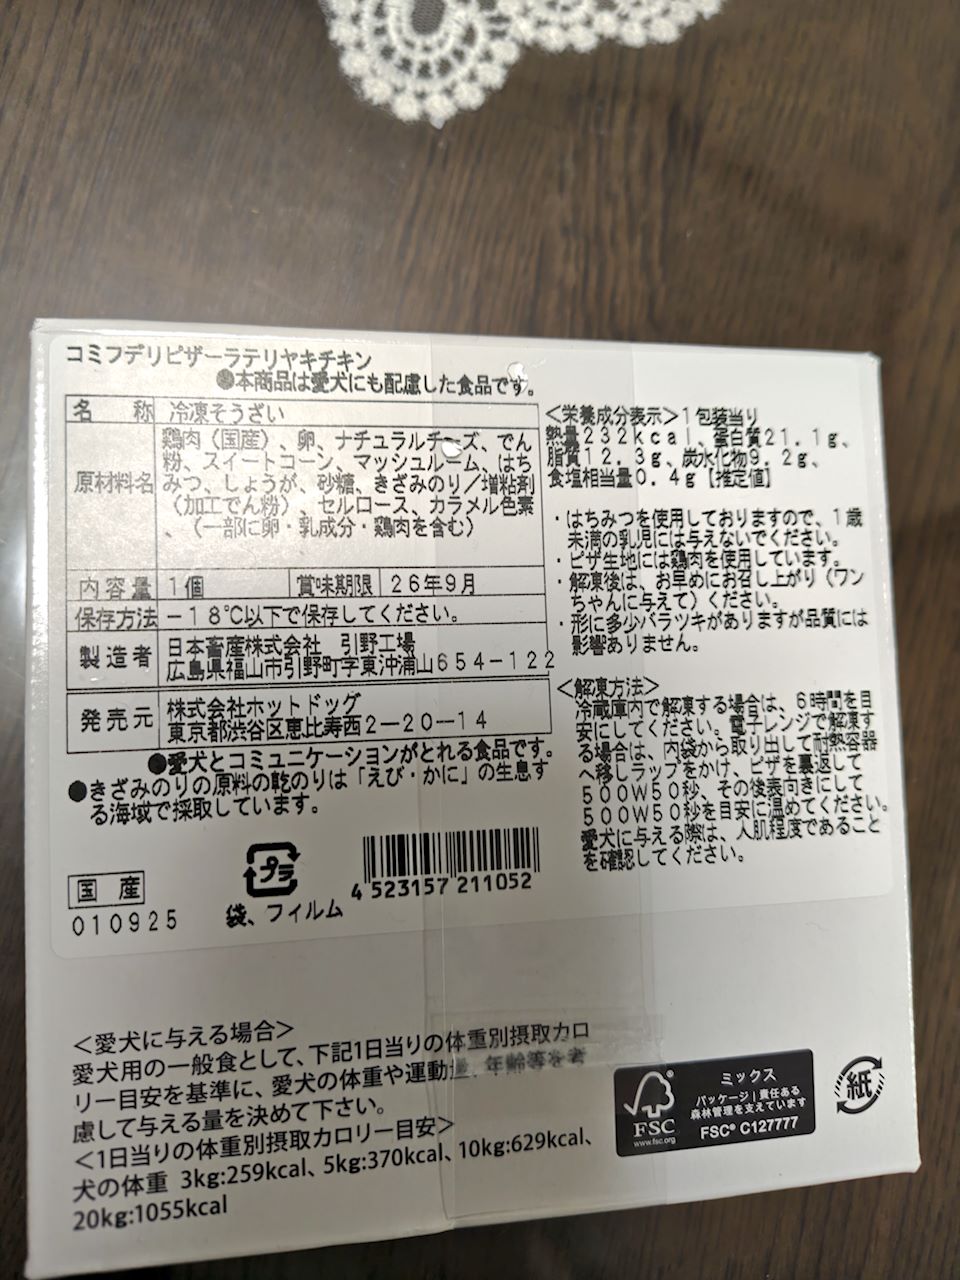 コミフデリピザーラテリヤキチキン
●本商品は愛犬にも配慮した食品です。
名 称 冷凍そうざい
原材料名 鶏肉（国産）、卵、ナチュラルチーズ、でん
粉、スイートコーン、マッシュルーム、はち
みつ、しょうが、砂糖、きざみのり／増粘剤
（加工でん粉）、セルロース、カラメル色素
、（一部に卵・乳成分・鶏肉を含む）
内容量 1個 賞味期限 26年9月
保存方法 －18℃以下で保存してください。
製造者 日本畜産株式会社 引野工場
広島県福山市引野町字東沖浦山654-122
発売元 株式会社ホットドッグ
東京都渋谷区恵比寿西2-20-14
●愛犬とコミュニケーションがとれる食品です。
●きざみのりの原料の乾のりは「えび・かに」の生息す
る海域で採取しています。
国産
010925
プラ
袋、フィルム
4 523157 211052
＜栄養成分表示＞1包装当り
熱量232kcal、蛋白質21.1g、
脂質12.3g、炭水化物9.2g、
食塩相当量0.4g［推定値］
・はちみつを使用しておりますので、1歳
未満の乳児には与えないでください。
・ピザ生地には鶏肉を使用しています。
・解凍後は、お早めにお召し上がり（ワン
ちゃんに与えて）ください。
・形に多少バラツキがありますが品質には
影響ありません。
＜解凍方法＞
冷蔵庫内で解凍する場合は、6時間を目
安にしてください。電子レンジで解凍す
る場合は、内袋から取り出して耐熱容器
へ移しラップをかけ、ピザを裏返して
500W50秒、その後表向きにして
500W50秒を目安に温めてください。
愛犬に与える際は、人肌程度であること
を確認してください。
＜愛犬に与える場合＞
愛犬用の一般食として、下記1日当りの体重別摂取カロ
リー目安を基準に、愛犬の体重や運動量、年齢等を考
慮して与える量を決めて下さい。
＜1日当りの体重別摂取カロリー目安＞
犬の体重 3kg:259kcal、5kg:370kcal、10kg:629kcal、
20kg:1055kcal
FSC
www.fsc.org
ミックス
パッケージ｜責任ある
森林管理を支えています
FSC® C127777
紙